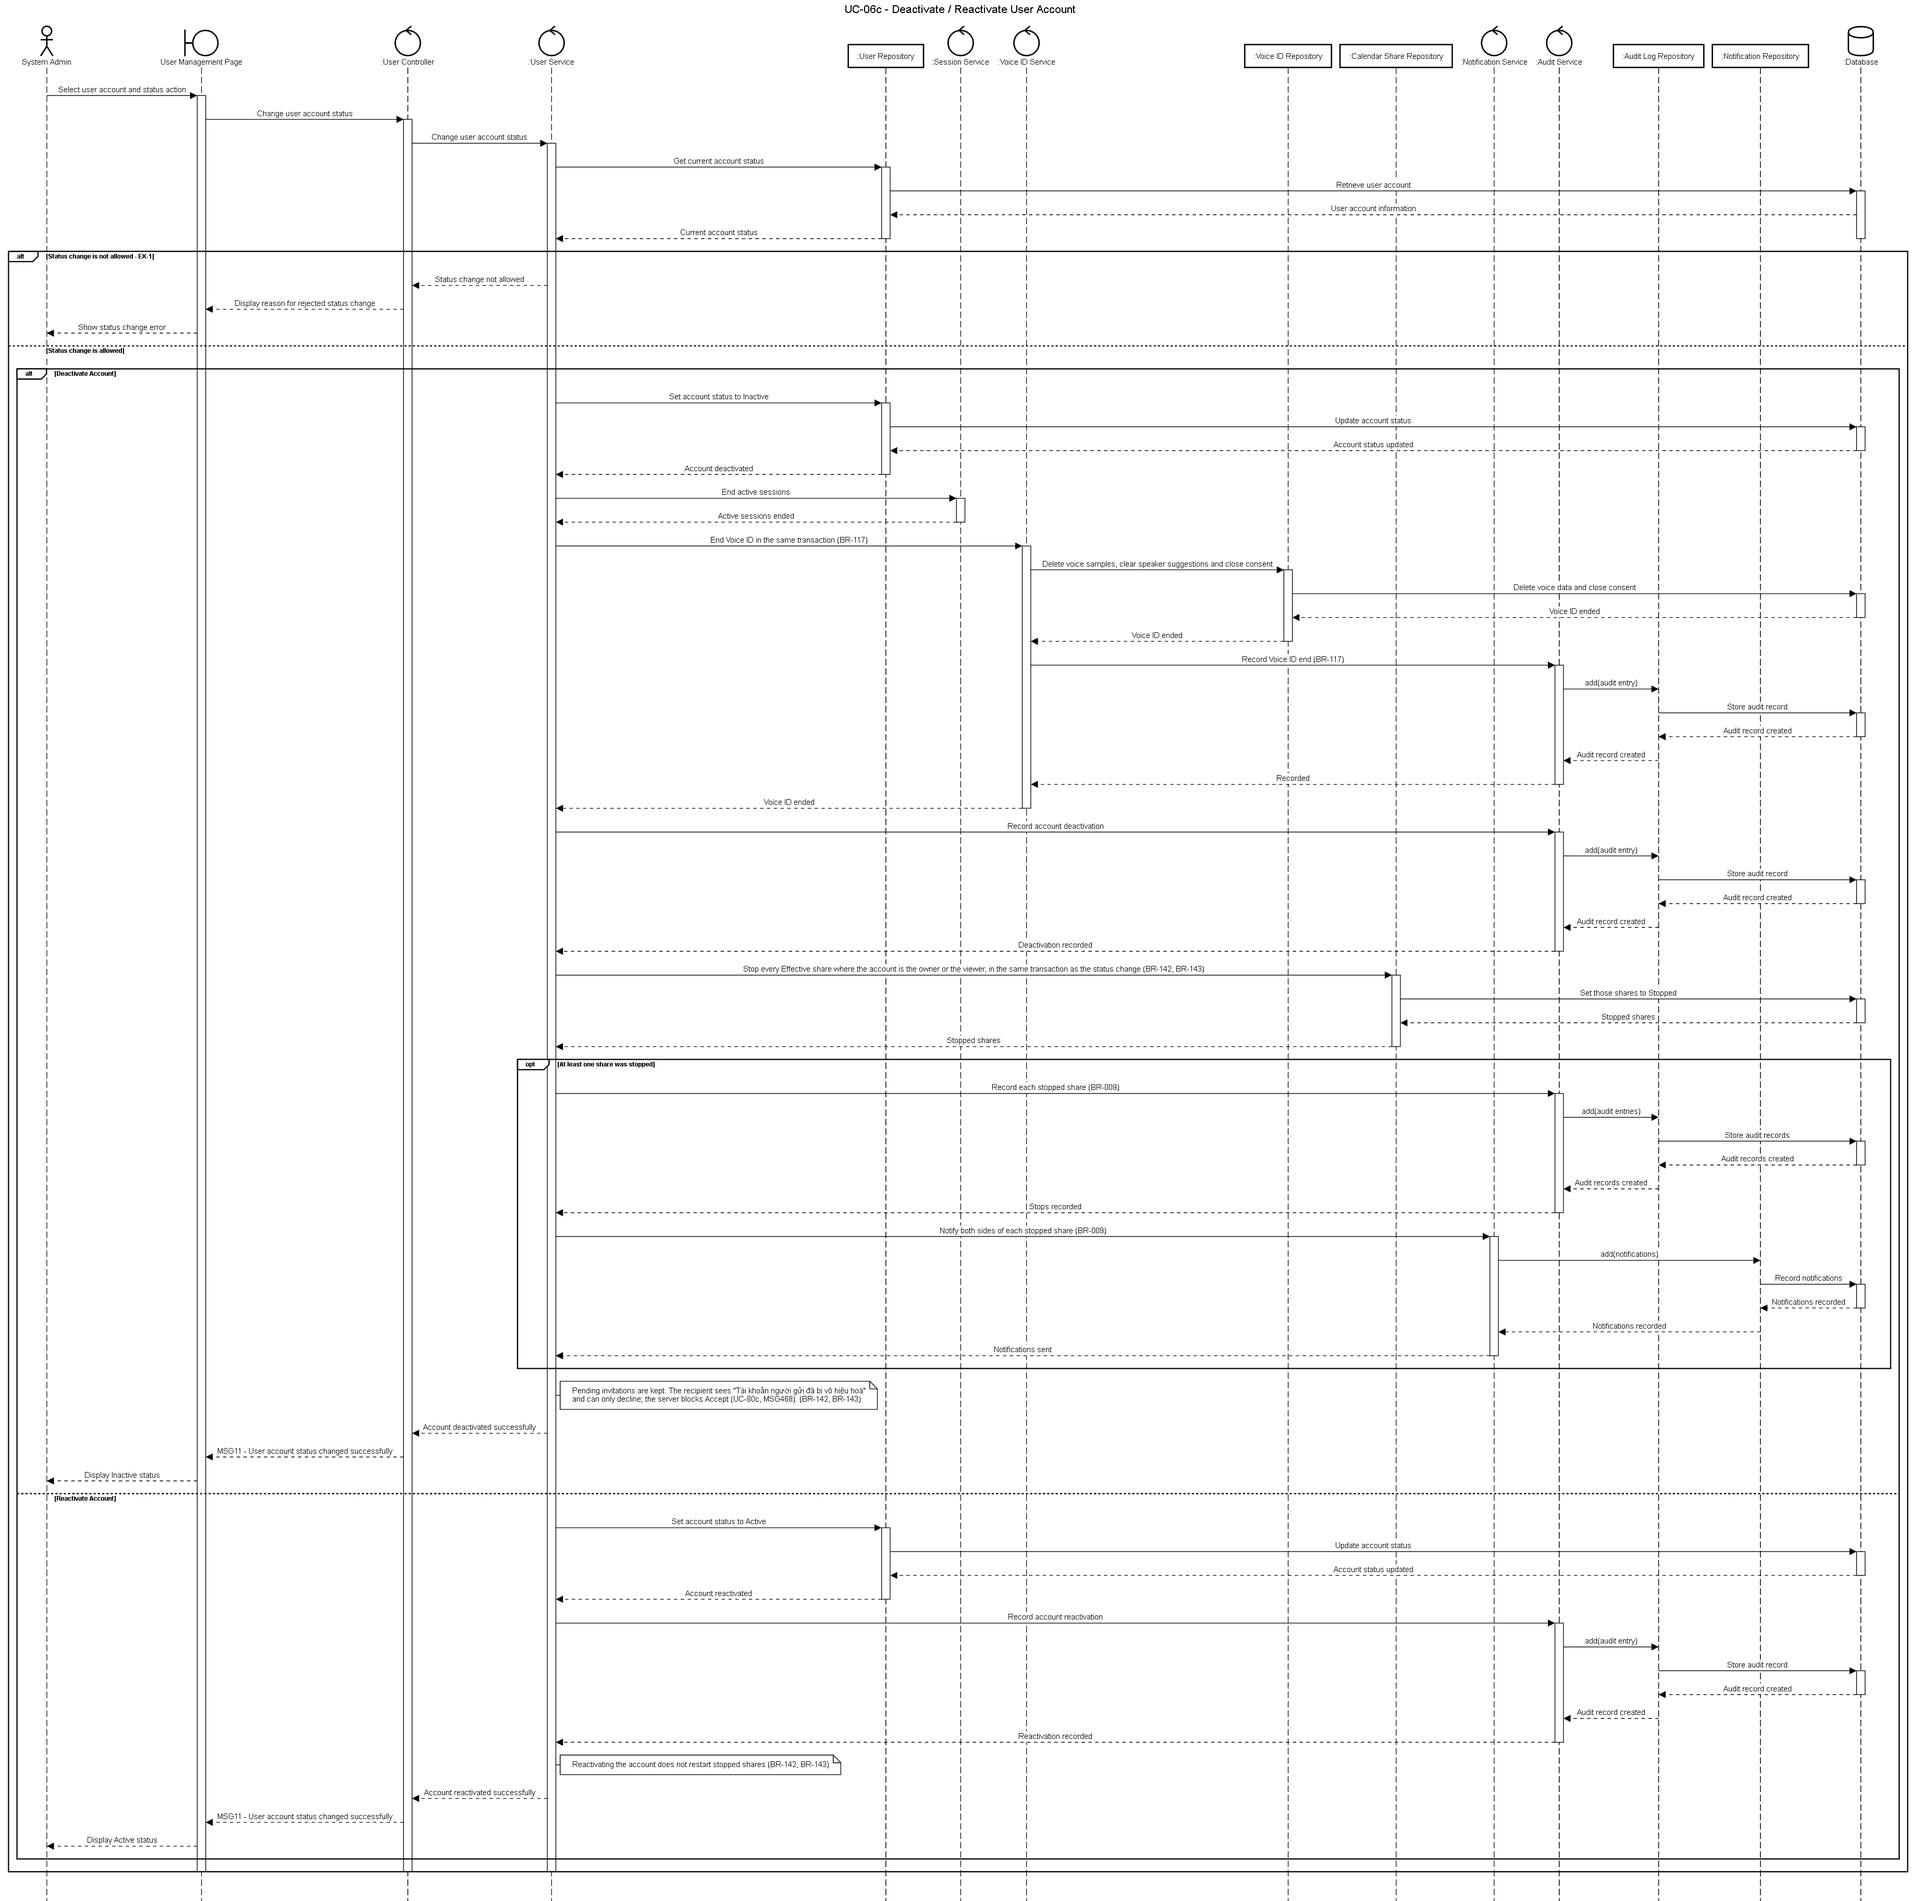 UC-06c - Deactivate / Reactivate User Account
System Admin
User Management Page
:User Controller
:User Service
:User Repository
:Session Service
:Voice ID Service
:Voice ID Repository
:Calendar Share Repository
:Notification Service
:Audit Service
:Audit Log Repository
:Notification Repository
:Database
Select user account and status action
Change user account status
Change user account status
Get current account status
Retrieve user account
User account information
Current account status
alt
[Status change is not allowed - EX-1]
Status change not allowed
Display reason for rejected status change
Show status change error
[Status change is allowed]
alt
[Deactivate Account]
Set account status to Inactive
Update account status
Account status updated
Account deactivated
End active sessions
Active sessions ended
End Voice ID in the same transaction (BR-117)
Delete voice samples, clear speaker suggestions and close consent
Delete voice data and close consent
Voice ID ended
Voice ID ended
Record Voice ID end (BR-117)
add(audit entry)
Store audit record
Audit record created
Audit record created
Recorded
Voice ID ended
Record account deactivation
add(audit entry)
Store audit record
Audit record created
Audit record created
Deactivation recorded
Stop every Effective share where the account is the owner or the viewer, in the same transaction as the status change (BR-142, BR-143)
Set those shares to Stopped
Stopped shares
Stopped shares
opt
[At least one share was stopped]
Record each stopped share (BR-009)
add(audit entries)
Store audit records
Audit records created
Audit records created
Stops recorded
Notify both sides of each stopped share (BR-009)
add(notifications)
Record notifications
Notifications recorded
Notifications recorded
Notifications sent
Pending invitations are kept. The recipient sees "Tài khoản người gửi đã bị vô hiệu hoá"
and can only decline; the server blocks Accept (UC-80c, MSG468). (BR-142, BR-143)
Account deactivated successfully
MSG11 - User account status changed successfully
Display Inactive status
[Reactivate Account]
Set account status to Active
Update account status
Account status updated
Account reactivated
Record account reactivation
add(audit entry)
Store audit record
Audit record created
Audit record created
Reactivation recorded
Reactivating the account does not restart stopped shares (BR-142, BR-143)
Account reactivated successfully
MSG11 - User account status changed successfully
Display Active status